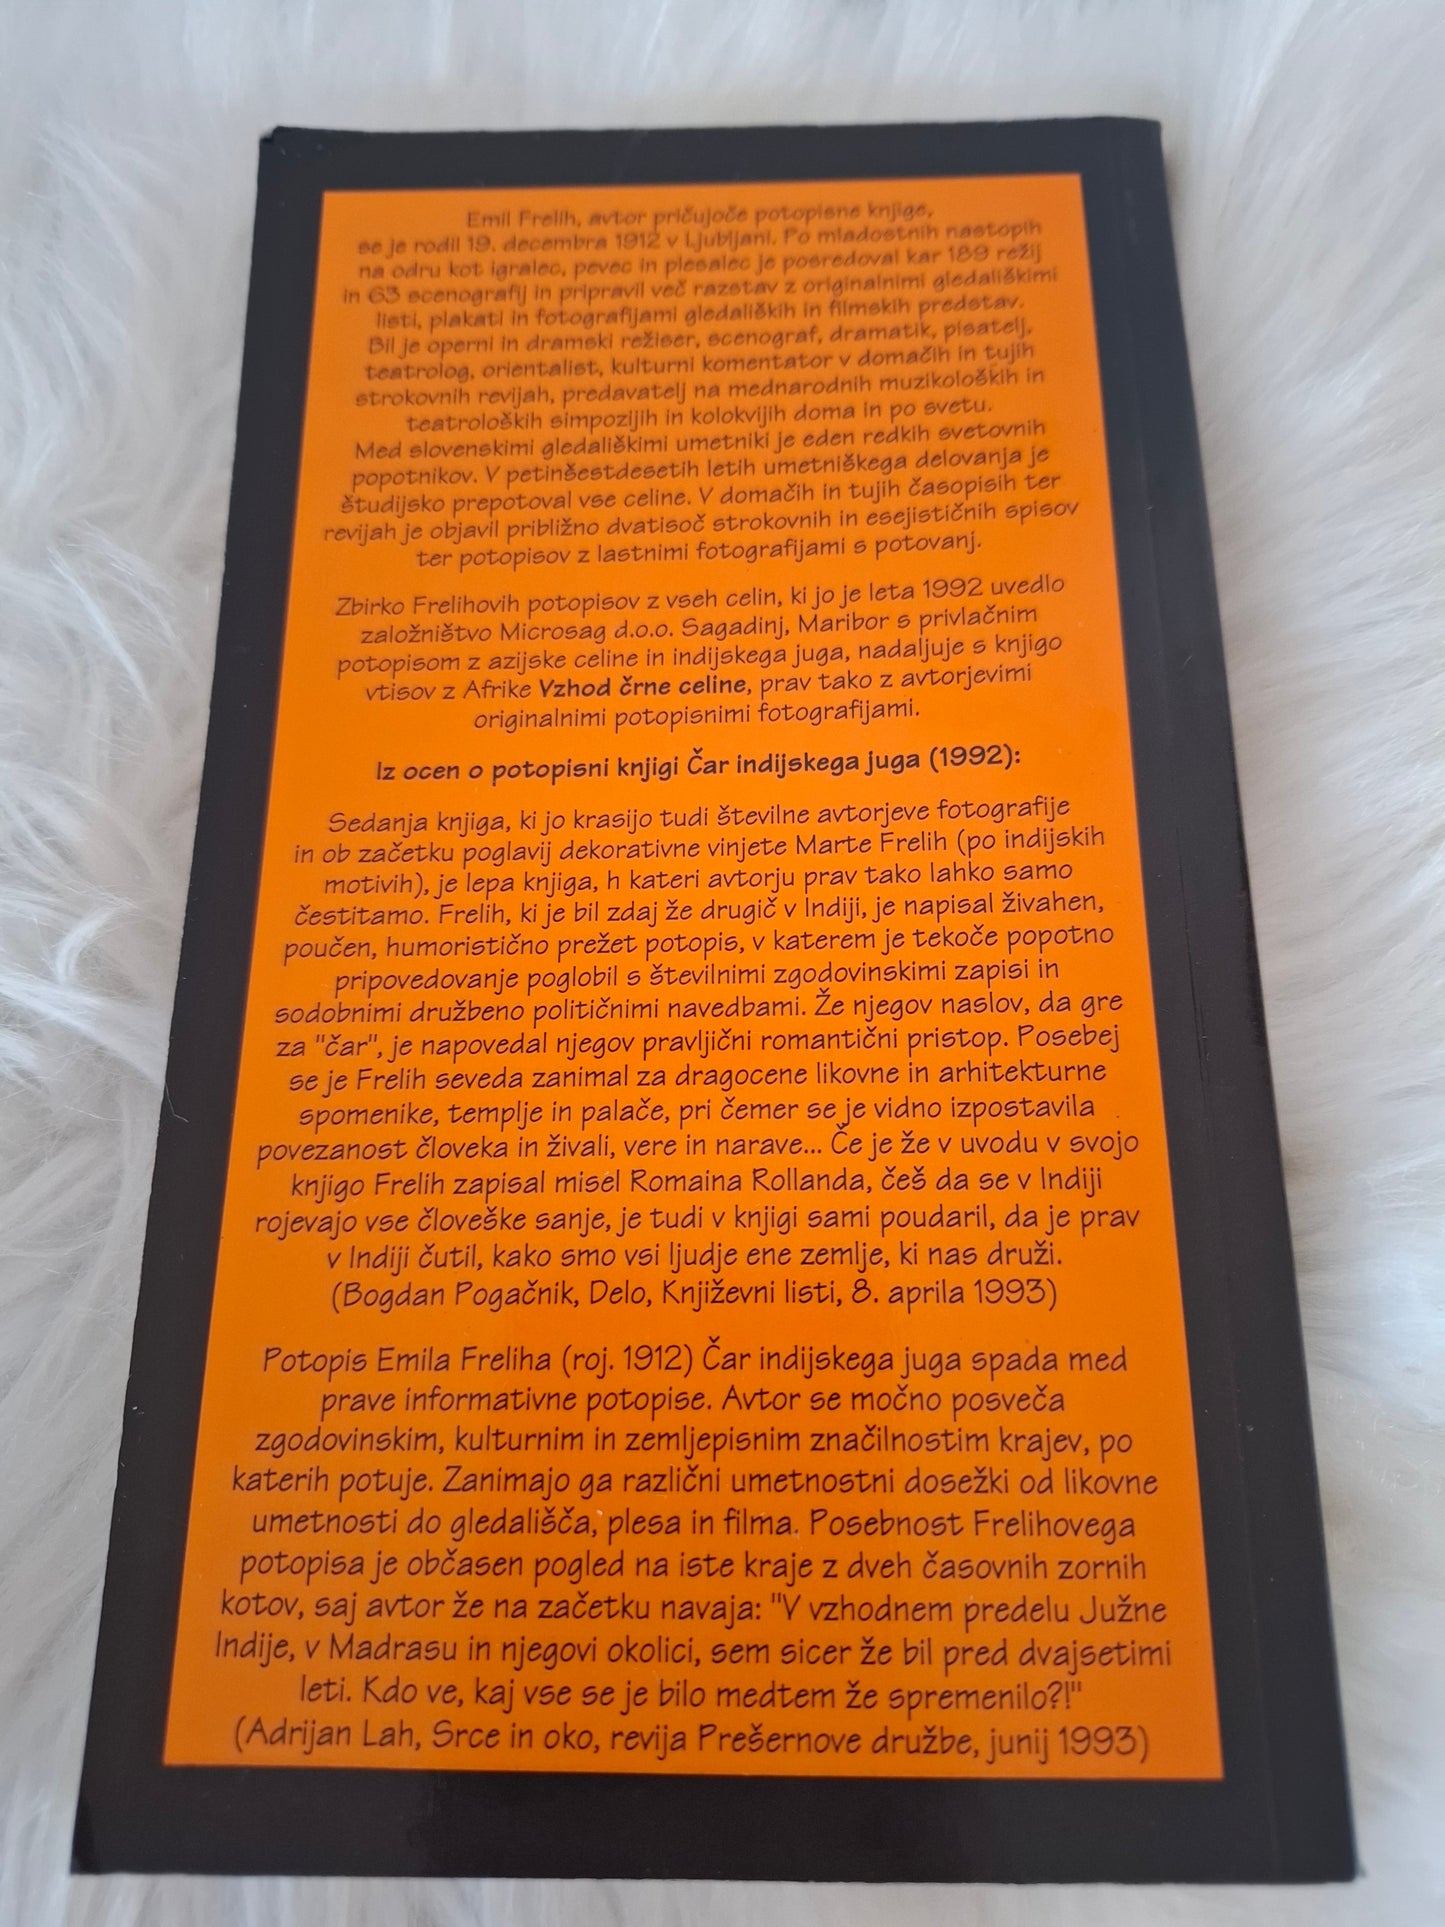 Emil Frelih, avtor pričujoče potopisne knjige,
se je rodil 19. decembra 1912 v Ljubljani. Po mladostnih nastopih
na odru kot igralec, pevec in plesalec je posredoval kar 189 režij
in 63 scenografij in pripravil več razstav z originalnimi gledališkimi
listi, plakati in fotografijami gledaliških in filmskih predstav.
Bil je operni in dramski režiser, scenograf, dramatik, pisatelj,
teatrolog, orientalist, kulturni komentator v domačih in tujih
strokovnih revijah, predavatelj na mednarodnih muzikoloških in
teatroloških simpozijih in kolokvijih doma in po svetu.
Med slovenskimi gledališkimi umetniki je eden redkih svetovnih
popotnikov. V petinšestdesetih letih umetniškega delovanja je
študijsko prepotoval vse celine. V domačih in tujih časopisih ter
revijah je objavil približno dvatisoč strokovnih in esejističnih spisov
ter potopisov z lastnimi fotografijami s potovanj.
Zbirko Frelihovih potopisov z vseh celin, ki jo je leta 1992 uvedlo
založništvo Microsag d.o.o. Sagadinj, Maribor s privlačnim
potopisom z azijske celine in indijskega juga, nadaljuje s knjigo
vtisov z Afrike Vzhod črne celine, prav tako z avtorjevimi
originalnimi potopisnimi fotografijami.
Iz ocen o potopisni knjigi Čar indijskega juga (1992):
Sedanja knjiga, ki jo krasijo tudi številne avtorjeve fotografije
in ob začetku poglavij dekorativne vinjete Marte Frelih (po indijskih
motivih), je lepa knjiga, h kateri avtorju prav tako lahko samo
čestitamo. Frelih, ki je bil zdaj že drugič v Indiji, je napisal živahen,
poučen, humoristično prežet potopis, v katerem je tekoče popotno
pripovedovanje poglobil s številnimi zgodovinskimi zapisi in
sodobnimi družbeno političnimi navedbami. Že njegov naslov, da gre
za "čar", je napovedal njegov pravljični romantični pristop. Posebej
se je Frelih seveda zanimal za dragocene likovne in arhitekturne
spomenike, templje in palače, pri čemer se je vidno izpostavila
povezanost človeka in živali, vere in narave... Če je že v uvodu v svojo
knjigo Frelih zapisal misel Romaina Rollanda, češ da se v Indiji
rojevajo vse človeške sanje, je tudi v knjigi sami poudaril, da je prav
v Indiji čutil, kako smo vsi ljudje ene zemlje, ki nas druži.
(Bogdan Pogačnik, Delo, Književni listi, 8. aprila 1993)
Potopis Emila Freliha (roj. 1912) Čar indijskega juga spada med
prave informativne potopise. Avtor se močno posveča
zgodovinskim, kulturnim in zemljepisnim značilnostim krajev, po
katerih potuje. Zanimajo ga različni umetnostni dosežki od likovne
umetnosti do gledališča, plesa in filma. Posebnost Frelihovega
potopisa je občasen pogled na iste kraje z dveh časovnih zornih
kotov, saj avtor že na začetku navaja: "V vzhodnem predelu Južne
Indije, v Madrasu in njegovi okolici, sem sicer že bil pred dvajsetimi
leti. Kdo ve, kaj vse se je bilo medtem že spremenilo?!"
(Adrijan Lah, Srce in oko, revija Prešernove družbe, junij 1993)